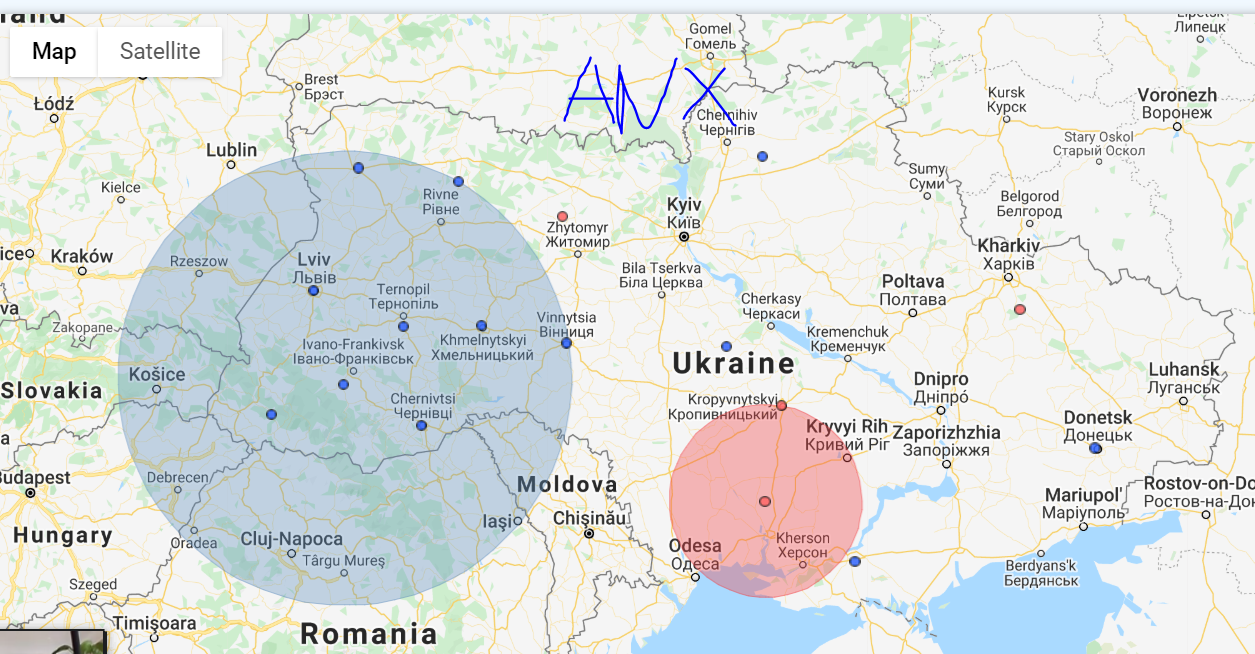 Map Satellite
Gomel
Гомель
Липецк
Brest
Брэст
Łódź
Kursk
Курск
Voronezh
Воронеж
Chernihiv
Чернігів
Stary Oskol
Старый Оскол
Lublin
Sumy
Суми
Kielce
Rivne
Рівне
Belgorod
Белгород
Kyiv
Київ
Zhytomyr
Житомир
Kharkiv
Харків
Kraków
Rzeszow
Lviv
Львів
Bila Tserkva
Біла Церква
Poltava
Полтава
Ternopil
Тернопіль
Cherkasy
Черкаси
Vinnytsia
Вінниця
Zakopane
Kremenchuk
Кременчук
Ivano-Frankivsk
Івано-Франківськ
Khmelnytskyi
Хмельницький
Ukraine
Košice
Slovakia
Luhansk
Луганськ
Dnipro
Дніпро
Chernivtsi
Чернівці
Kropyvnytskyi
Кропивницький
Donetsk
Донецьк
Kryvyi Rih
Кривий Ріг
Zaporizhzhia
Запоріжжя
Debrecen
Budapest
Moldova
Mariupol'
Маріуполь
Rostov-on-Do
Ростов-на-Дон
Chișinău
Iași
Hungary
Oradea
Cluj-Napoca
Târgu Mureș
Odesa
Одеса
Kherson
Херсон
Berdyans'k
Бердянськ
Szeged
Timișoara
Romania